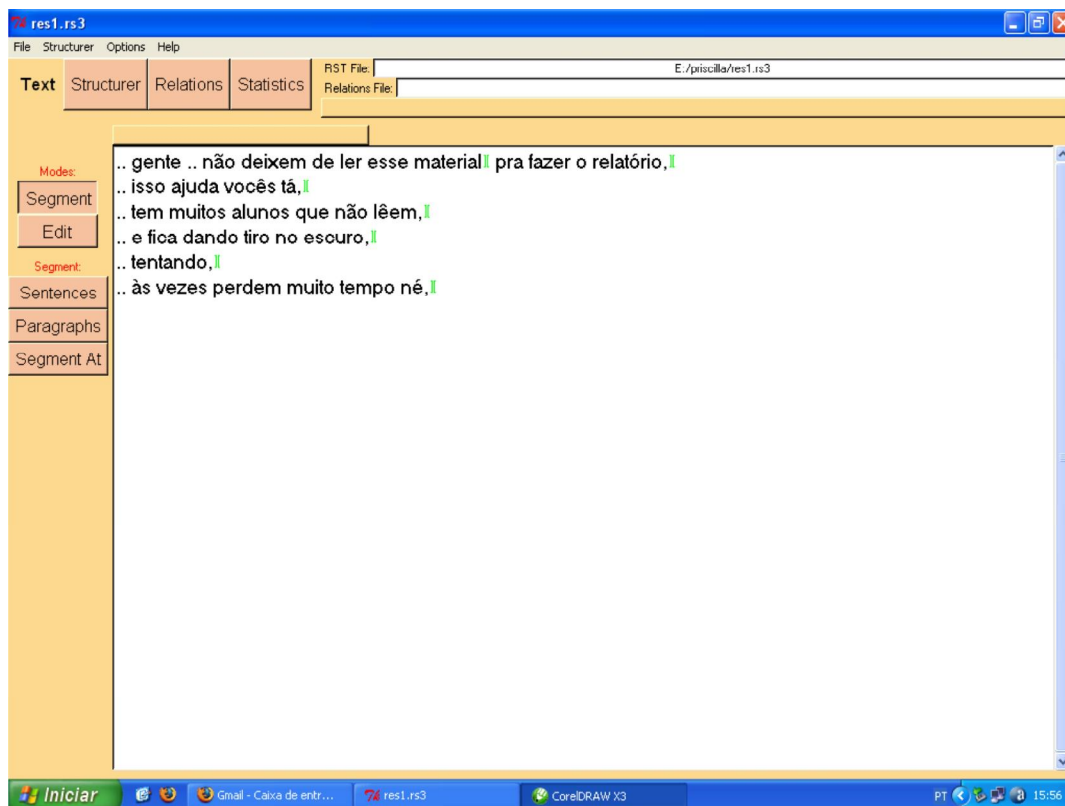 res1.rs3
File Structurer Options Help
Text Structurer Relations Statistics
RST File: E:/priscilla/res1.rs3
Relations File:
Modes:
Segment
Edit
Segment:
Sentences
Paragraphs
Segment At
.. gente .. não deixem de ler esse material pra fazer o relatório,
.. isso ajuda vocês tá,
.. tem muitos alunos que não lêem,
.. e fica dando tiro no escuro,
.. tentando,
.. às vezes perdem muito tempo né,
Iniciar Gmail - Caixa de entr... res1.rs3 CorelDRAW X3 PT 15:56